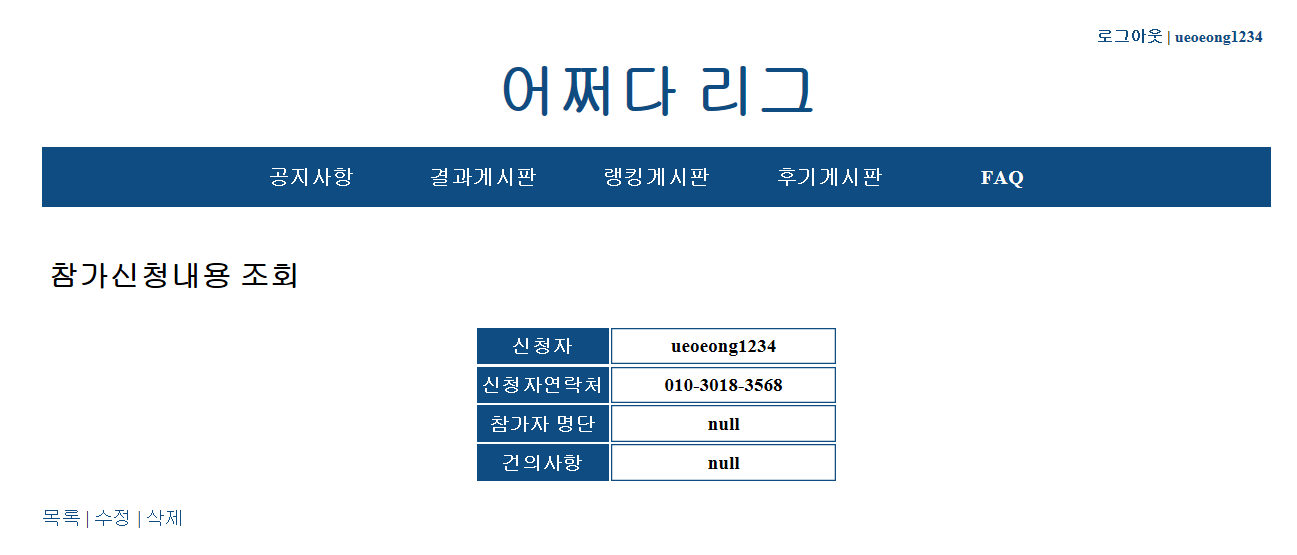 로그아웃 | ueoeong1234
어쩌다 리그
공지사항 결과게시판 랭킹게시판 후기게시판 FAQ
참가신청내용 조회
신청자 ueoeong1234
신청자연락처 010-3018-3568
참가자 명단 null
건의사항 null
목록 | 수정 | 삭제